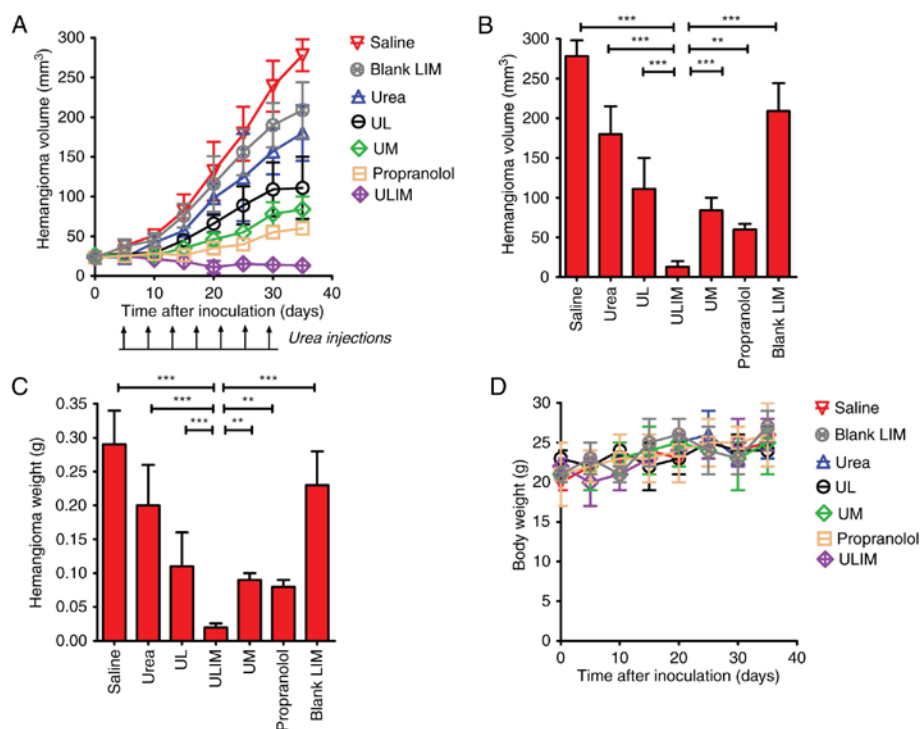 A
Hemangioma volume (mm3)
300
250
200
150
100
50
0
0 10 20 30 40
Time after inoculation (days)
Urea injections
Saline
Blank LIM
Urea
UL
UM
Propranolol
ULIM
B
Hemangioma volume (mm3)
300
250
200
150
100
50
0
*** ***
*** **
*** ***
Saline Urea UL ULIM UM Propranolol Blank LIM
C
Hemangioma weight (g)
0.35
0.30
0.25
0.20
0.15
0.10
0.05
0.00
*** ***
*** **
*** **
Saline Urea UL ULIM UM Propranolol Blank LIM
D
Body weight (g)
30
25
20
15
10
5
0
0 10 20 30 40
Time after inoculation (days)
Saline
Blank LIM
Urea
UL
UM
Propranolol
ULIM